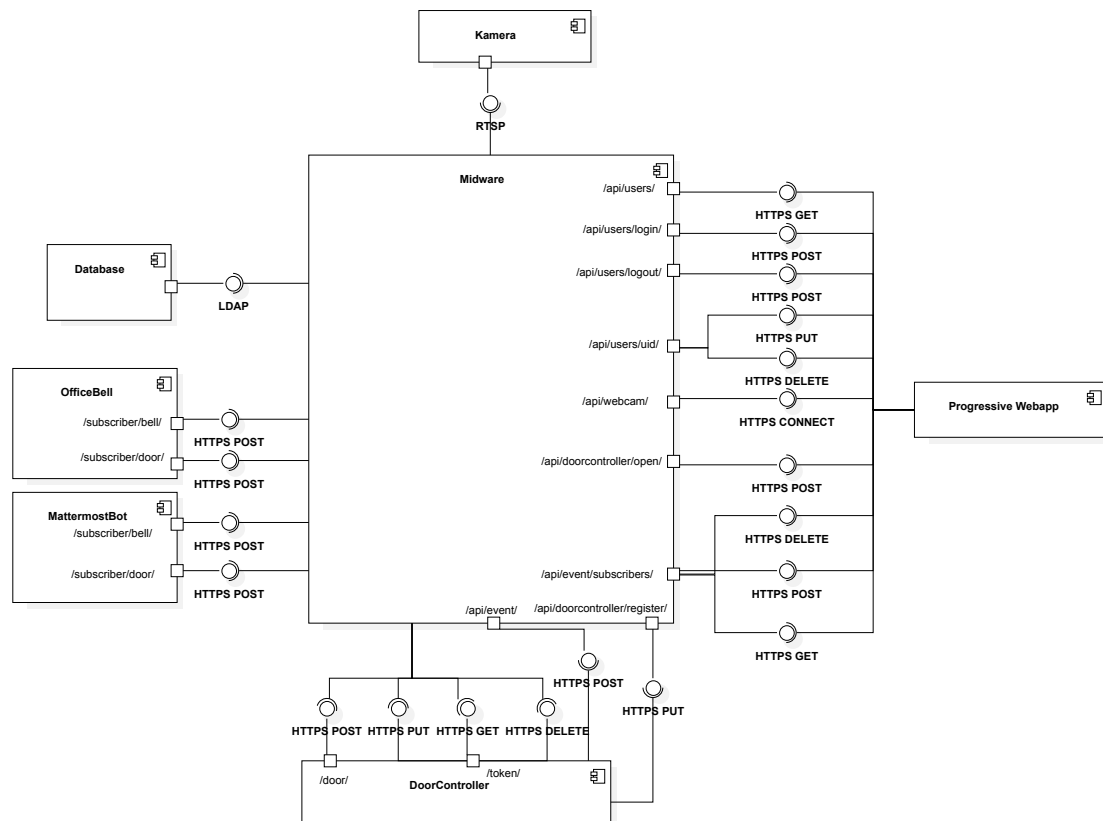 Kamera
RTSP
Midware
/api/users/
HTTPS GET
/api/users/login/
HTTPS POST
/api/users/logout/
HTTPS POST
Database
LDAP
HTTPS PUT
/api/users/uid/
HTTPS DELETE
OfficeBell
/subscriber/bell/
HTTPS POST
/subscriber/door/
HTTPS POST
/api/webcam/
HTTPS CONNECT
Progressive Webapp
/api/doorcontroller/open/
HTTPS POST
MattermostBot
/subscriber/bell/
HTTPS POST
/subscriber/door/
HTTPS POST
HTTPS DELETE
/api/event/subscribers/
HTTPS POST
/api/event/
/api/doorcontroller/register/
HTTPS GET
HTTPS POST
HTTPS PUT
HTTPS POST
HTTPS PUT
HTTPS GET
HTTPS DELETE
/door/
/token/
DoorController